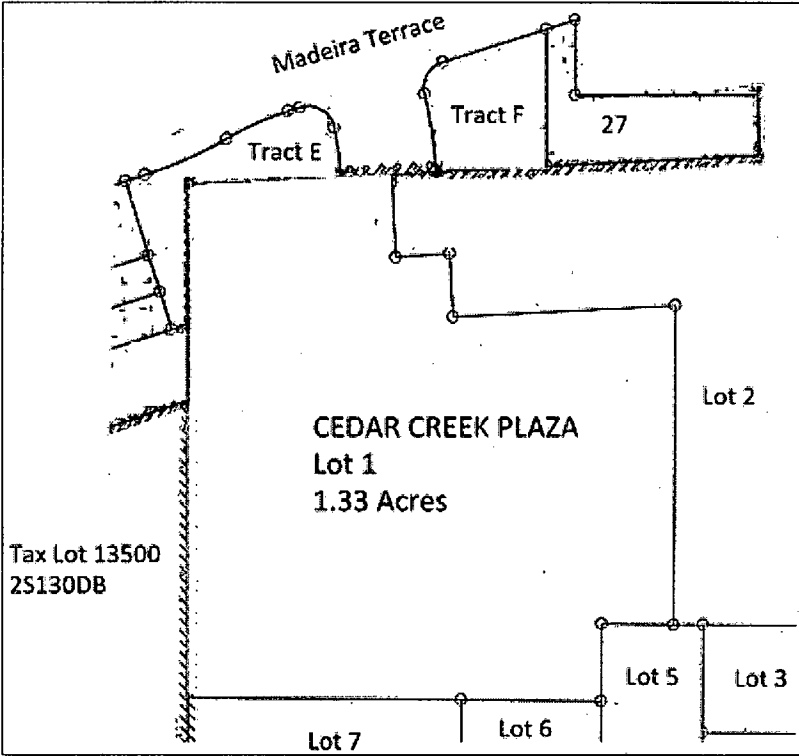 Madeira Terrace
Tract F
27
Tract E
Lot 2
CEDAR CREEK PLAZA
Lot 1
1.33 Acres
Tax Lot 13500
2S130DB
Lot 5
Lot 3
Lot 6
Lot 7